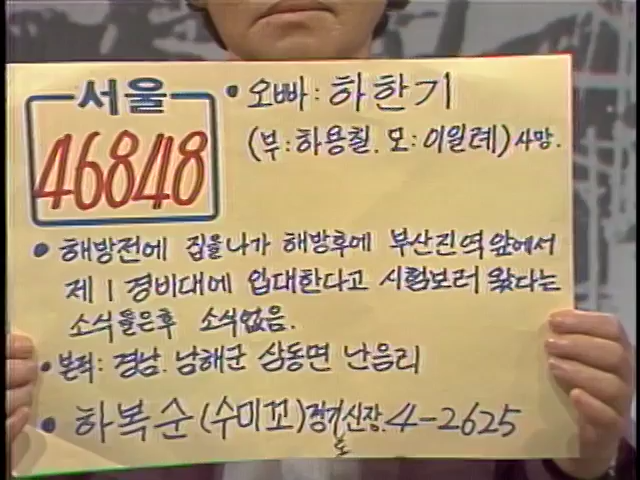 서울
46848
• 오빠: 하한기
(부:하용칠. 모:이일례) 사망.
• 해방전에 집을나가 해방후에 부산진역앞에서
제 1 경비대에 입대한다고 시험보러 왔다는
소식들은후 소식없음.
• 본적: 경남. 남해군 삼동면 난음리
• 하복순 (수미꼬) 경기도 신장. 4-2625